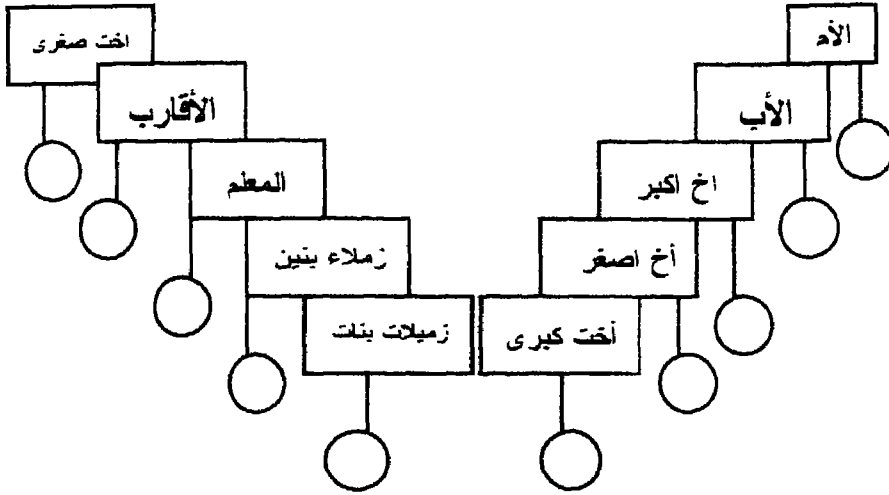 الأم
الأب
اخ اكبر
أخ اصغر
أخت كبرى
اخت صغرى
الأقارب
المعلم
زملاء بنين
زميلات بنات